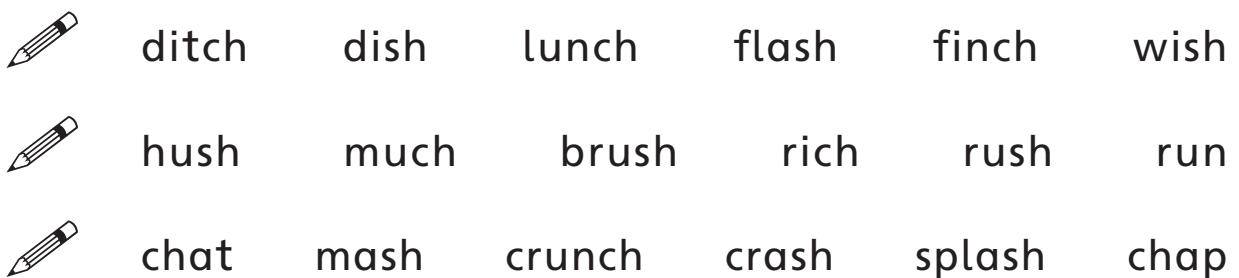 ditch dish lunch flash finch wish
hush much brush rich rush run
chat mash crunch crash splash chap